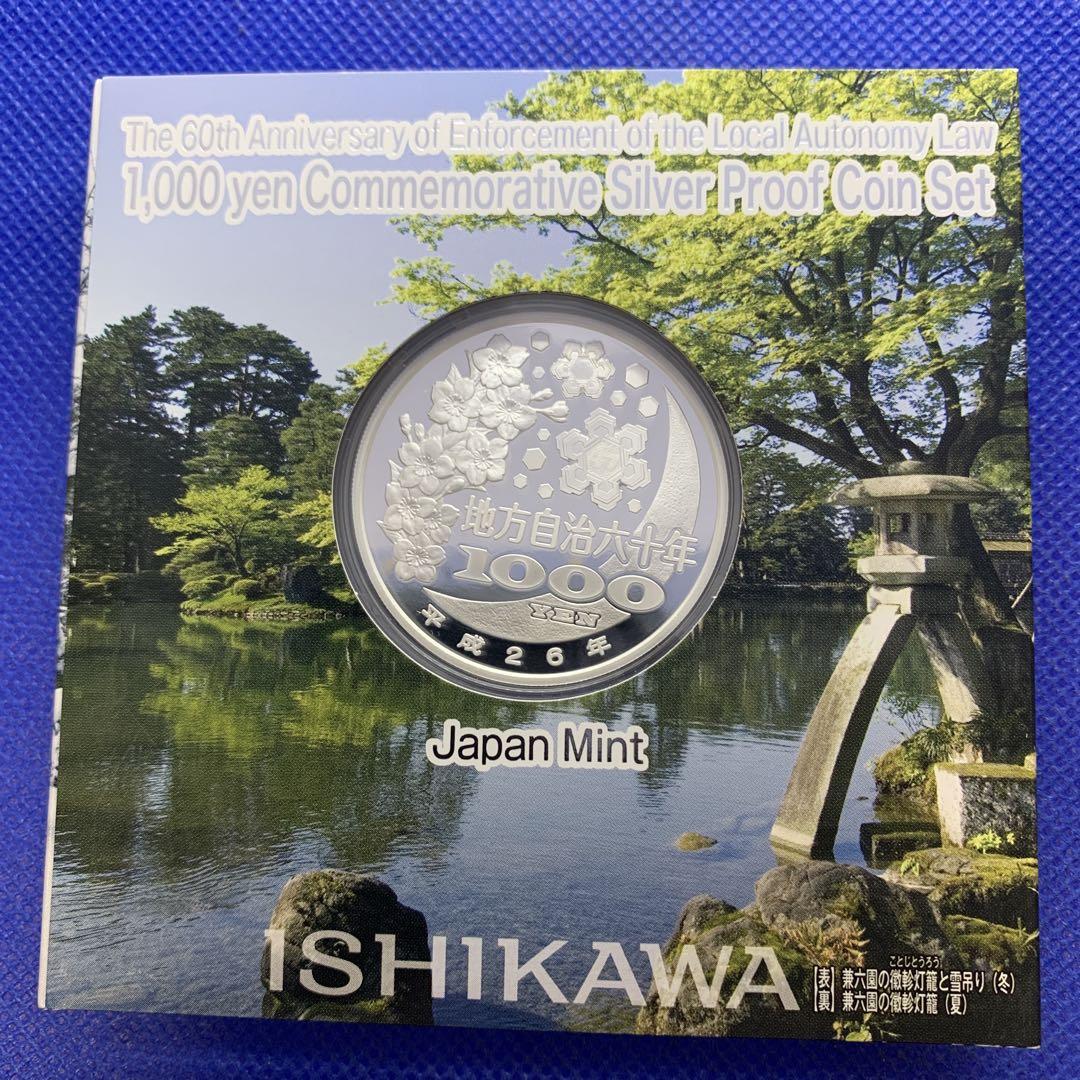 The 60th Anniversary of Enforcement of the Local Autonomy Law
1,000 yen Commemorative Silver Proof Coin Set
地方自治六十年
1000
YEN
平成26年
Japan Mint
ISHIKAWA
ことじとうろう
【表】兼六園の徽軫灯籠と雪吊り（冬）
【裏】兼六園の徽軫灯籠（夏）